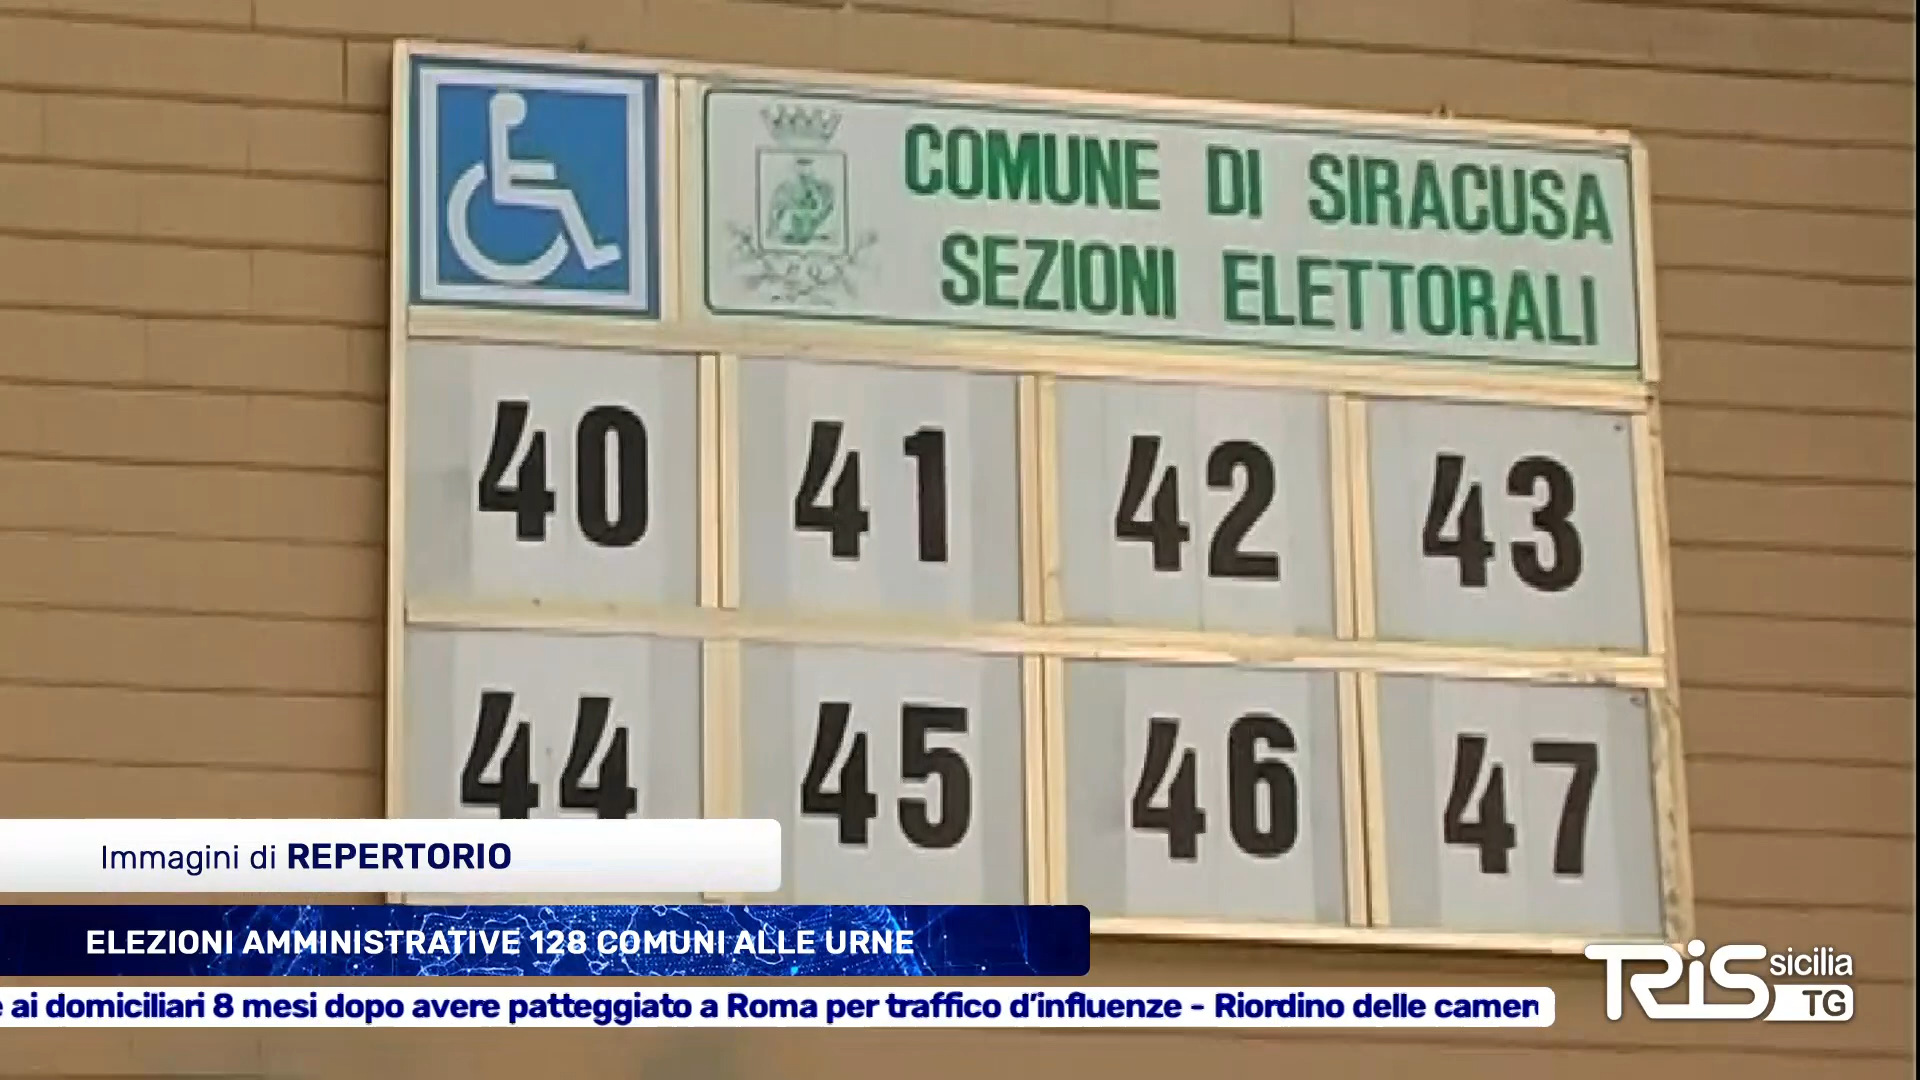 COMUNE DI SIRACUSA
SEZIONI ELETTORALI
40 41 42 43
44 45 46 47
Immagini di REPERTORIO
ELEZIONI AMMINISTRATIVE 128 COMUNI ALLE URNE
ai domiciliari 8 mesi dopo avere patteggiato a Roma per traffico d'influenze - Riordino delle
TRiS sicilia
TG